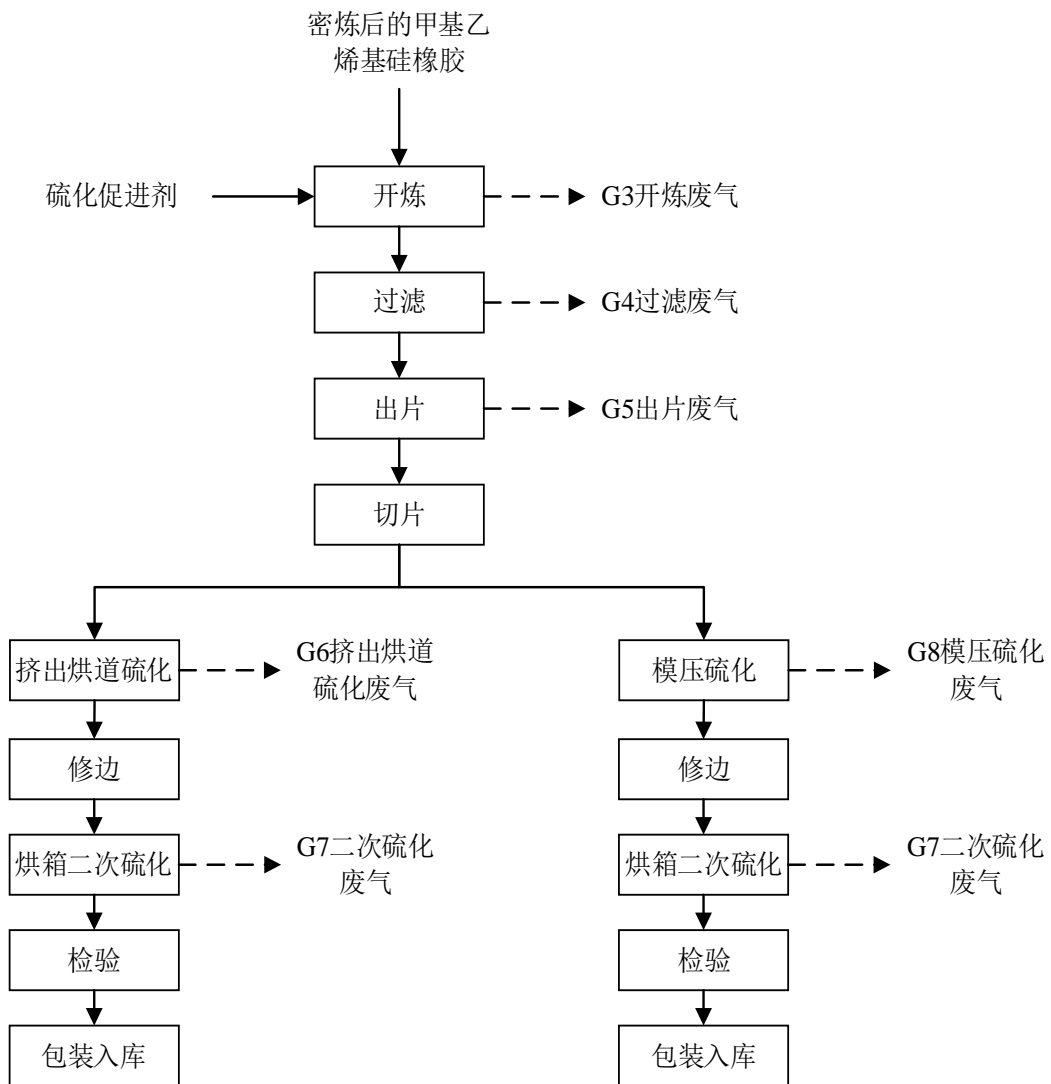 密炼后的甲基乙
烯基硅橡胶
硫化促进剂
开炼
G3开炼废气
过滤
G4过滤废气
出片
G5出片废气
切片
挤出烘道硫化
G6挤出烘道
硫化废气
模压硫化
G8模压硫化
废气
修边
修边
烘箱二次硫化
G7二次硫化
废气
烘箱二次硫化
G7二次硫化
废气
检验
检验
包装入库
包装入库